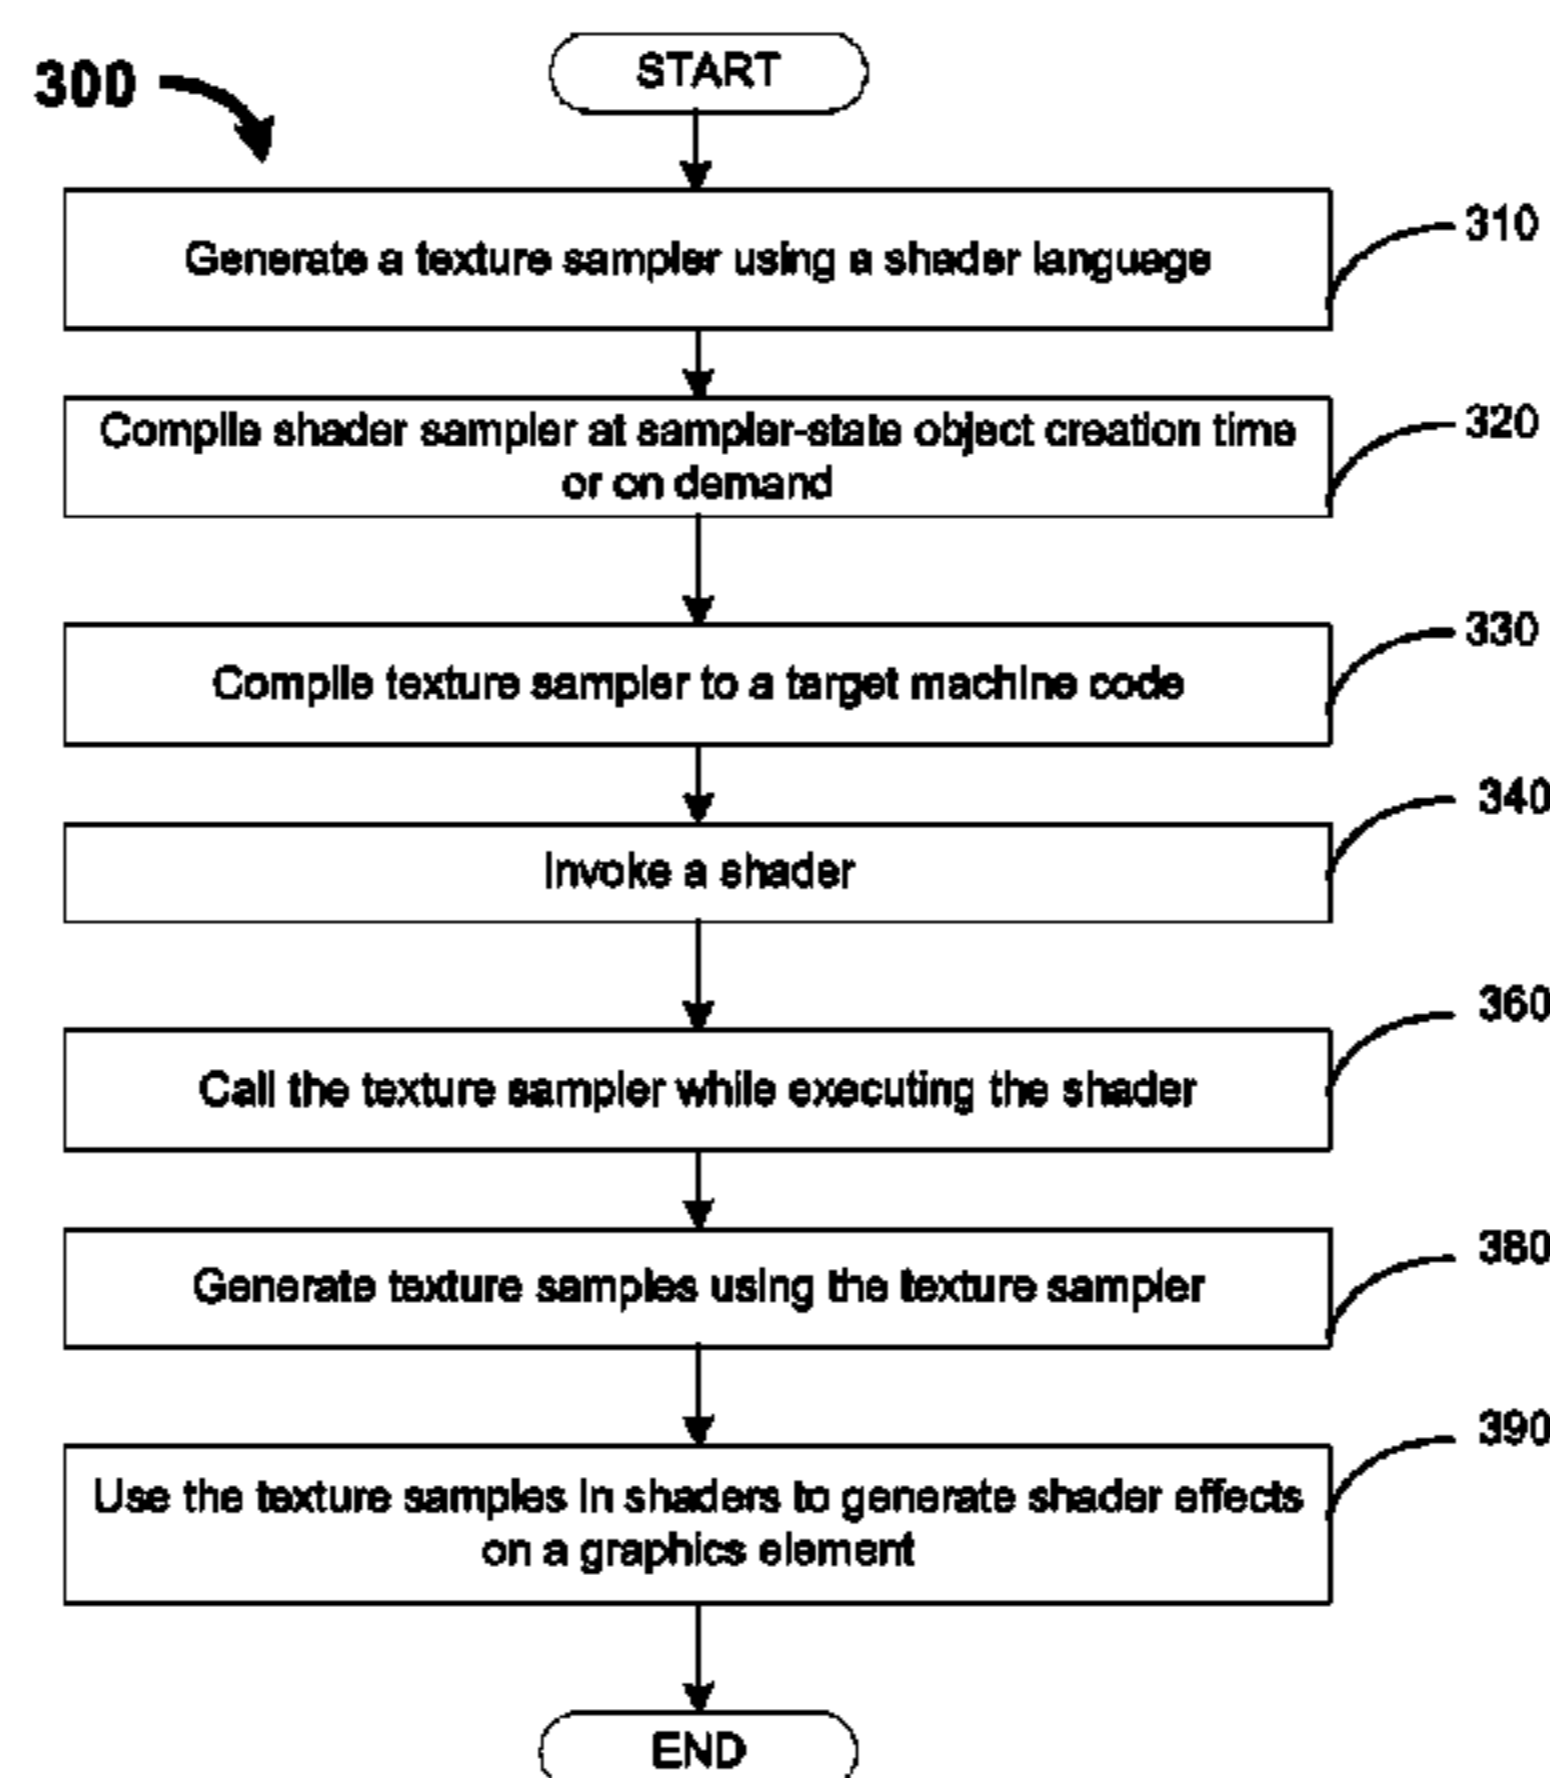 300
START
Generate a texture sampler using a shader language
310
Compile shader sampler at sampler-state object creation time
or on demand
320
Compile texture sampler to a target machine code
330
Invoke a shader
340
Call the texture sampler while executing the shader
360
Generate texture samples using the texture sampler
380
Use the texture samples in shaders to generate shader effects
on a graphics element
390
END